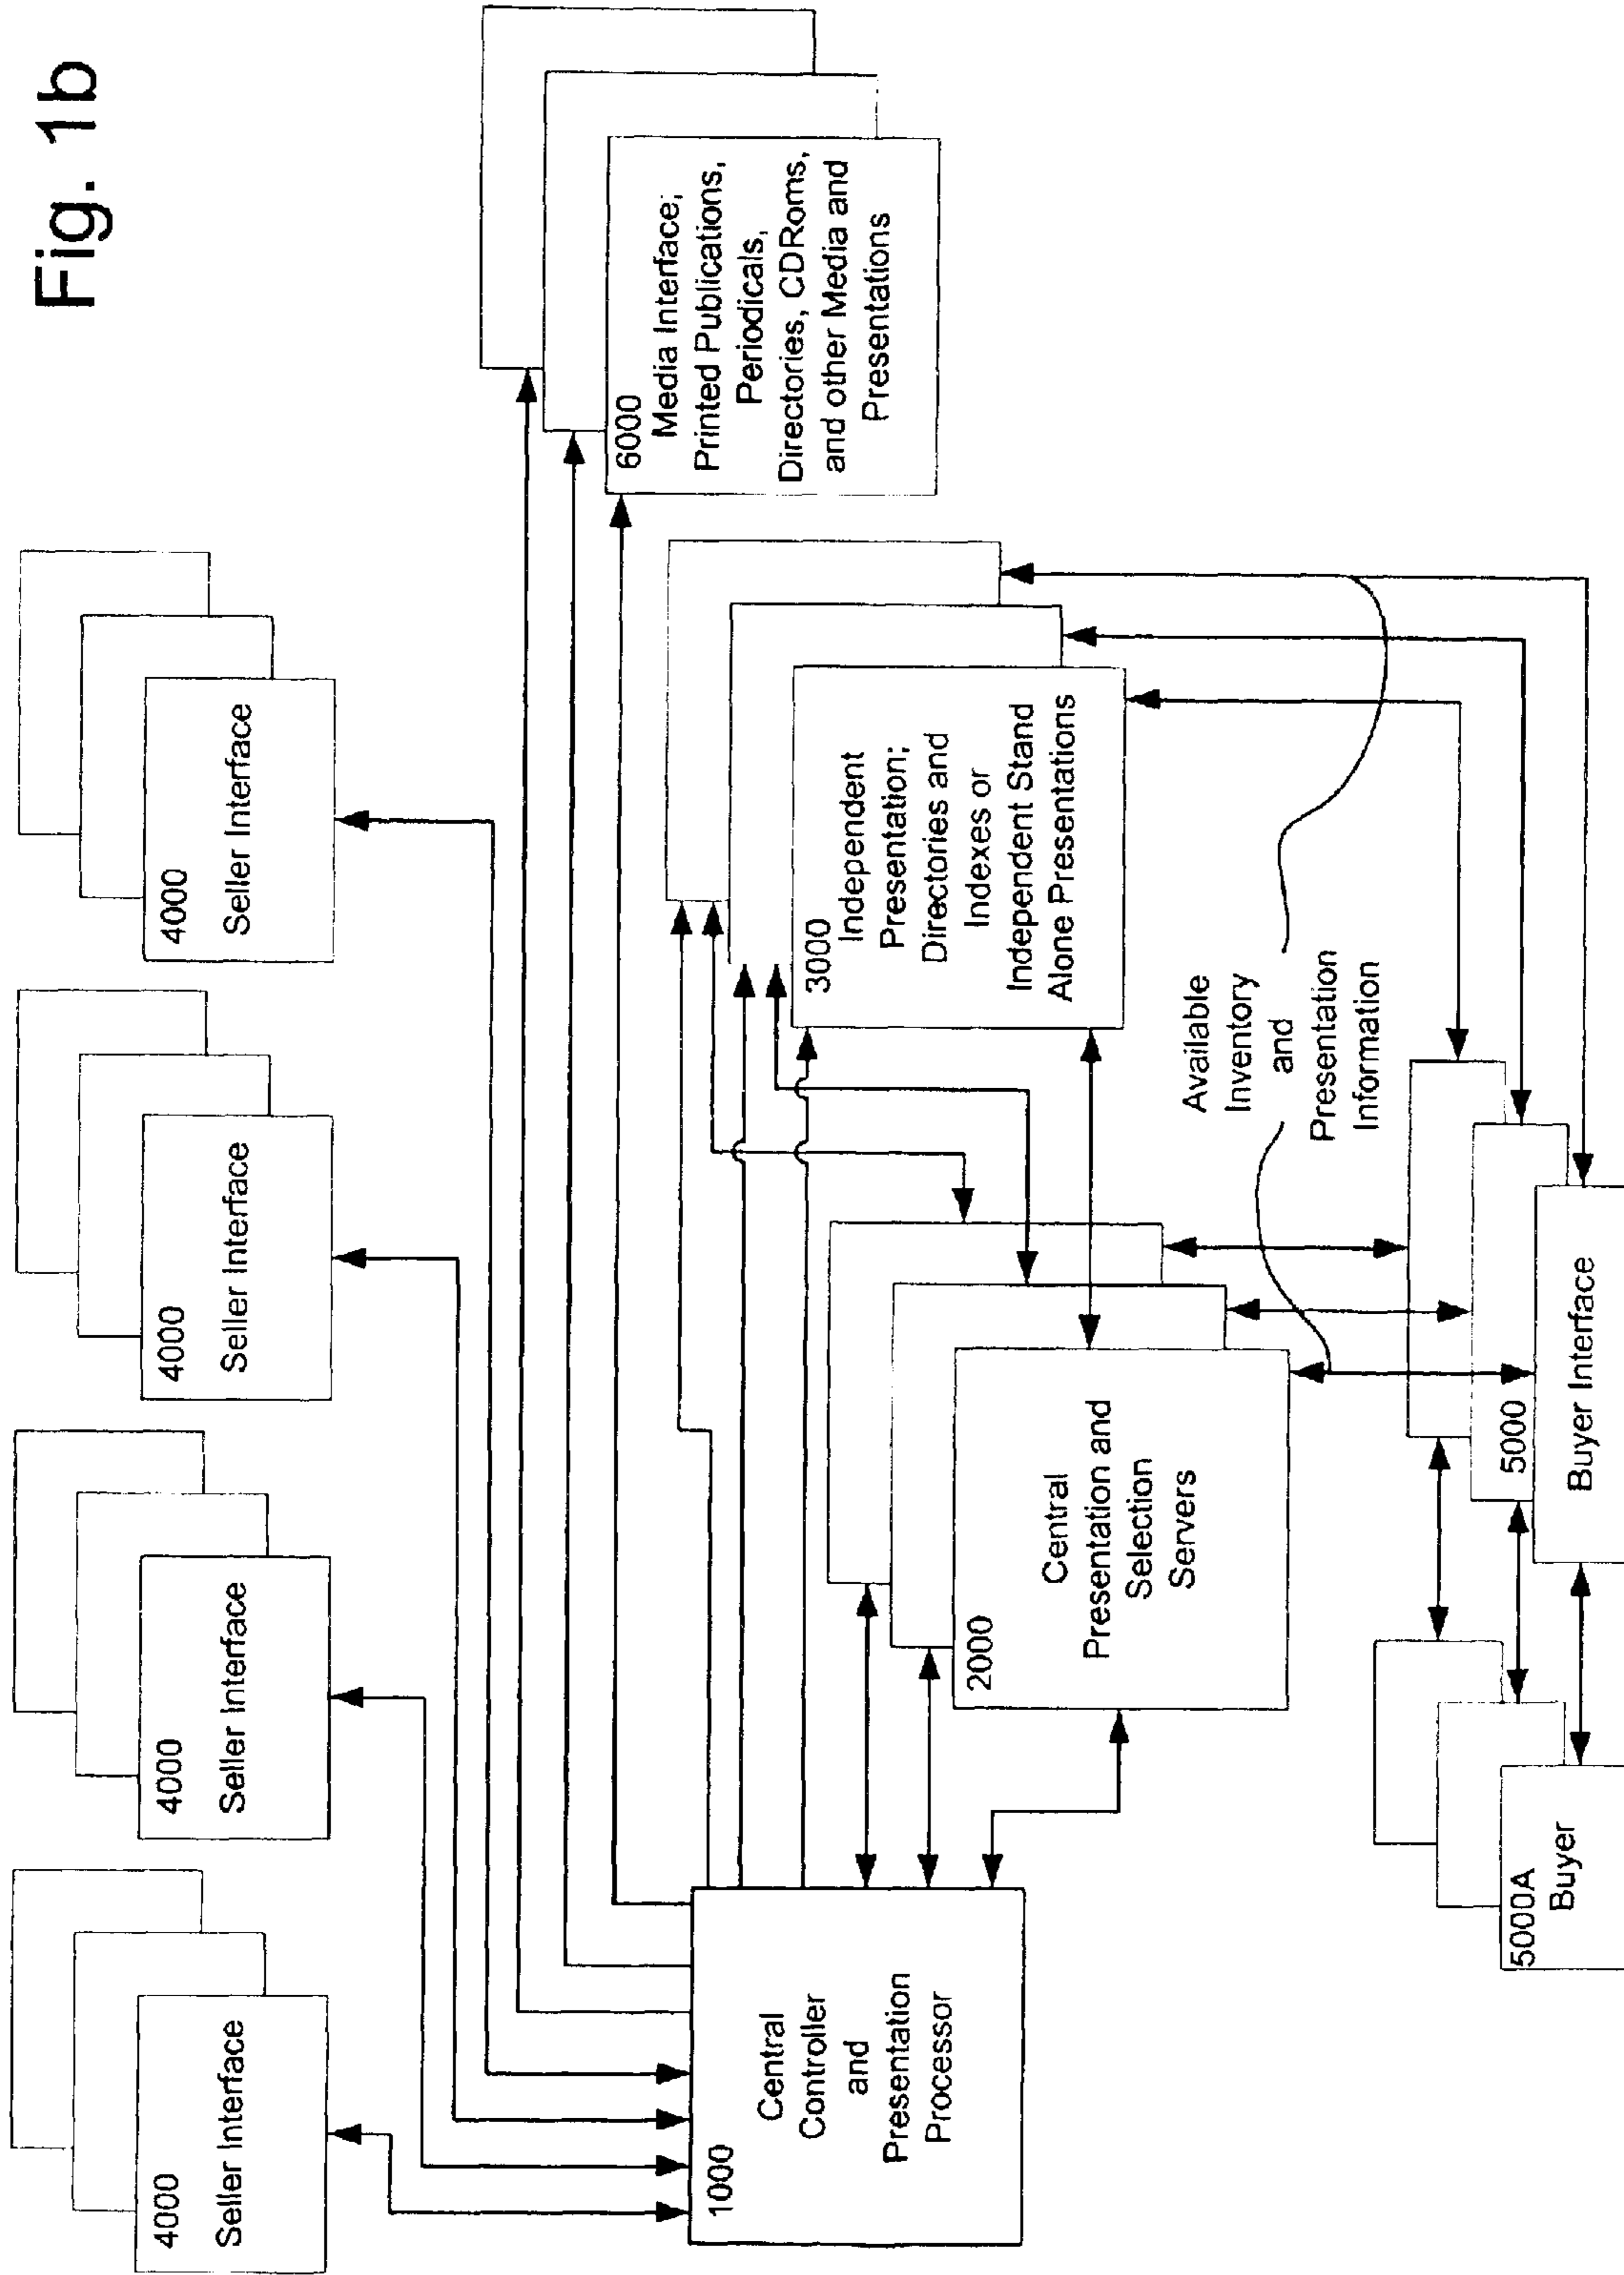 Fig. 1b
4000
Seller Interface
4000
Seller Interface
4000
Seller Interface
4000
Seller Interface
1000
Central
Controller
and
Presentation
Processor
2000
Central
Presentation and
Selection
Servers
3000
Independent
Presentation;
Directories and
Indexes or
Independent Stand
Alone Presentations
6000
Media Interface;
Printed Publications,
Periodicals,
Directories, CDRoms,
and other Media and
Presentations
Available
Inventory
and
Presentation
Information
5000A
Buyer
5000
Buyer Interface